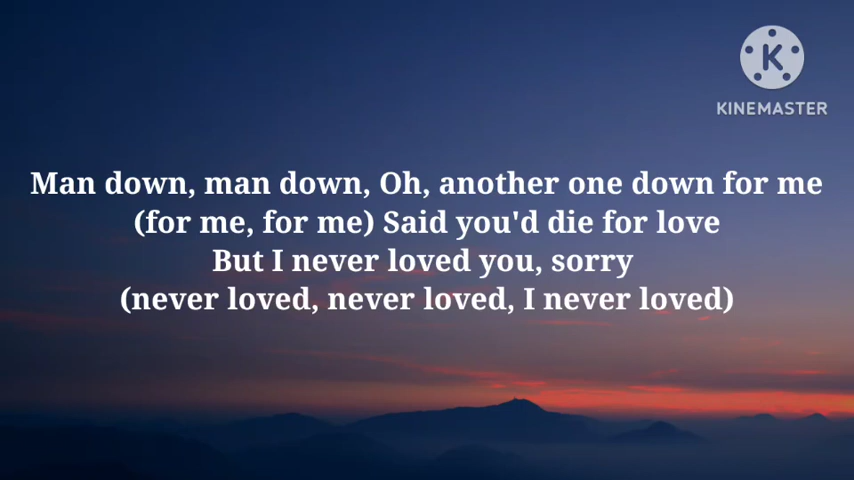 K
KINEMASTER
Man down, man down, Oh, another one down for me
(for me, for me) Said you'd die for love
But I never loved you, sorry
(never loved, never loved, I never loved)